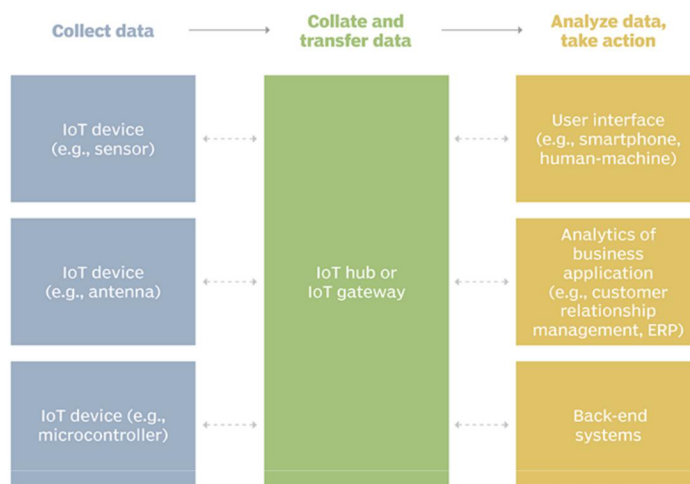 Collect data
Collate and
transfer data
Analyze data,
take action
IoT device
(e.g., sensor)
IoT device
(e.g., antenna)
IoT device (e.g.,
microcontroller)
IoT hub or
IoT gateway
User interface
(e.g., smartphone,
human-machine)
Analytics of
business
application
(e.g., customer
relationship
management, ERP)
Back-end
systems